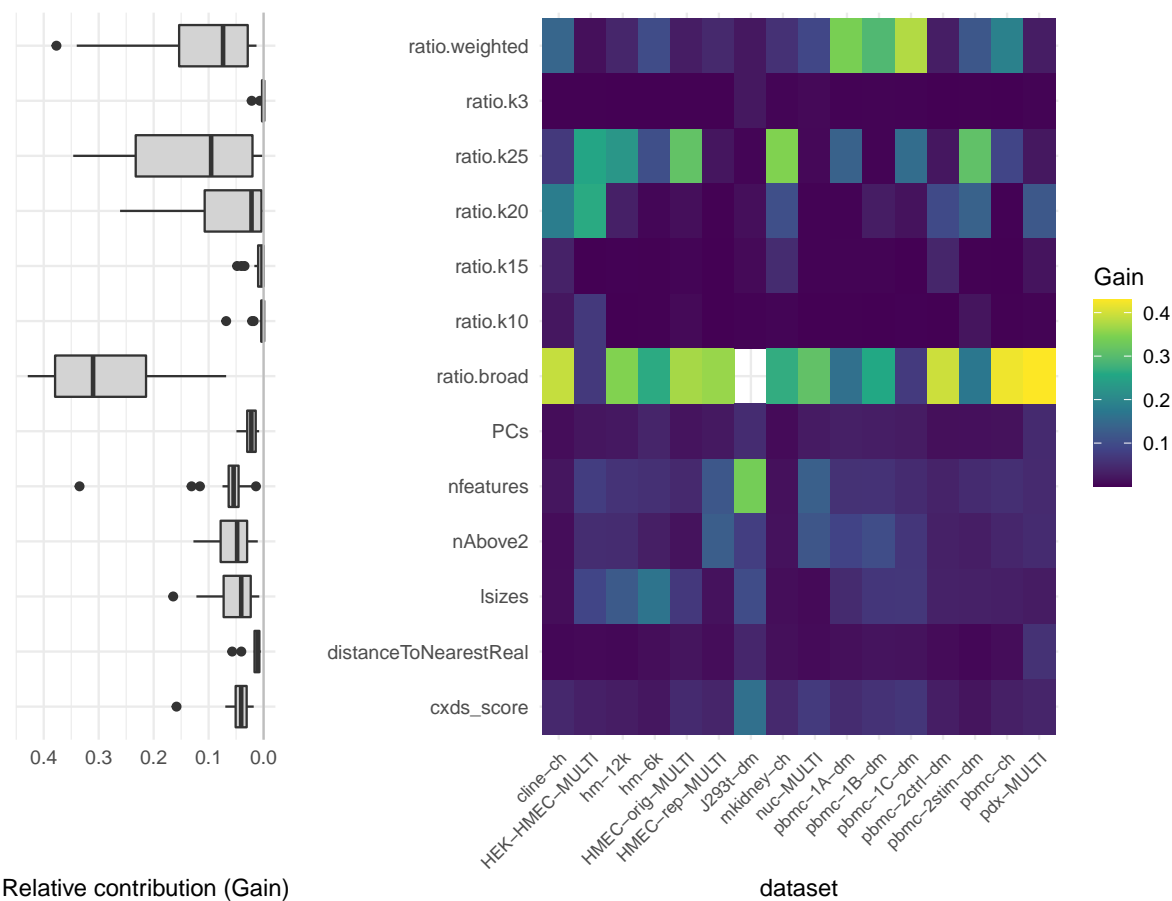 ratio.weighted
ratio.k3
ratio.k25
ratio.k20
ratio.k15
ratio.k10
ratio.broad
PCs
nfeatures
nAbove2
lsizes
distanceToNearestReal
cxds_score
0.4 0.3 0.2 0.1 0.0
Relative contribution (Gain)
cline−ch
HEK−HMEC−MULTI
hm−12k
hm−6k
HMEC−orig−MULTI
HMEC−rep−MULTI
J293t−dm
mkidney−ch
nuc−MULTI
pbmc−1A−dm
pbmc−1B−dm
pbmc−1C−dm
pbmc−2ctrl−dm
pbmc−2stim−dm
pbmc−ch
pdx−MULTI
dataset
Gain
0.4
0.3
0.2
0.1